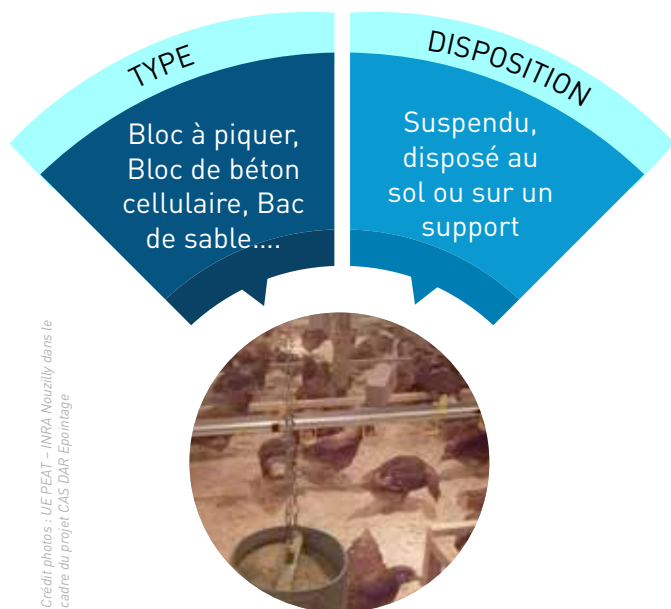 TYPE
Bloc à piquer,
Bloc de béton
cellulaire, Bac
de sable....
DISPOSITION
Suspendu,
disposé au
sol ou sur un
support
Crédit photos : UE PEAT – INRA Nouzilly dans le
cadre du projet CAS DAR Epointage